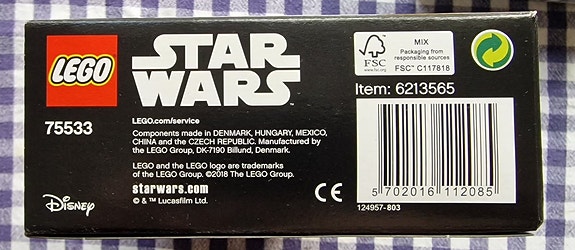 LEGO
STAR
WARS
75533
LEGO.com/service
Components made in DENMARK, HUNGARY, MEXICO,
CHINA and the CZECH REPUBLIC. Manufactured by
the LEGO Group, DK-7190 Billund, Denmark.
LEGO and the LEGO logo are trademarks
of the LEGO Group. ©2018 The LEGO Group.
starwars.com
© & ™ Lucasfilm Ltd.
Disney
CE
FSC
www.fsc.org
MIX
Packaging from
responsible sources
FSC™ C117818
Item: 6213565
5 702016 112085
124957-803